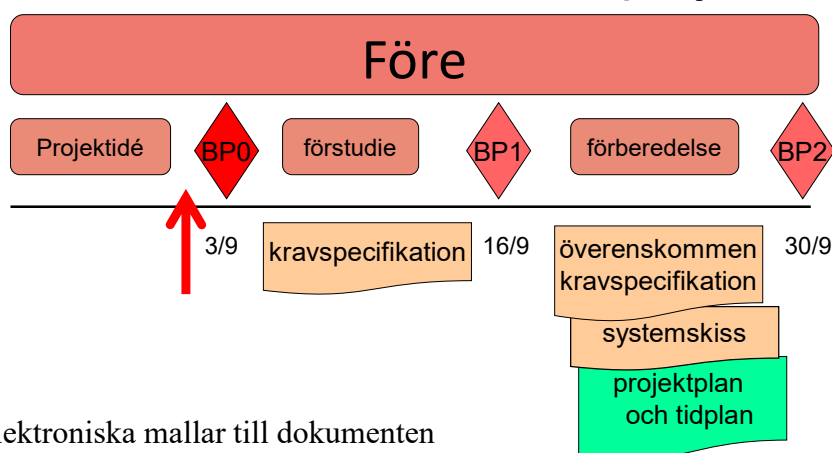 Före
Projektidé
BP0
förstudie
BP1
förberedelse
BP2
3/9
kravspecifikation
16/9
överenskommen
kravspecifikation
30/9
systemskiss
projektplan
och tidplan
lektroniska mallar till dokumenten